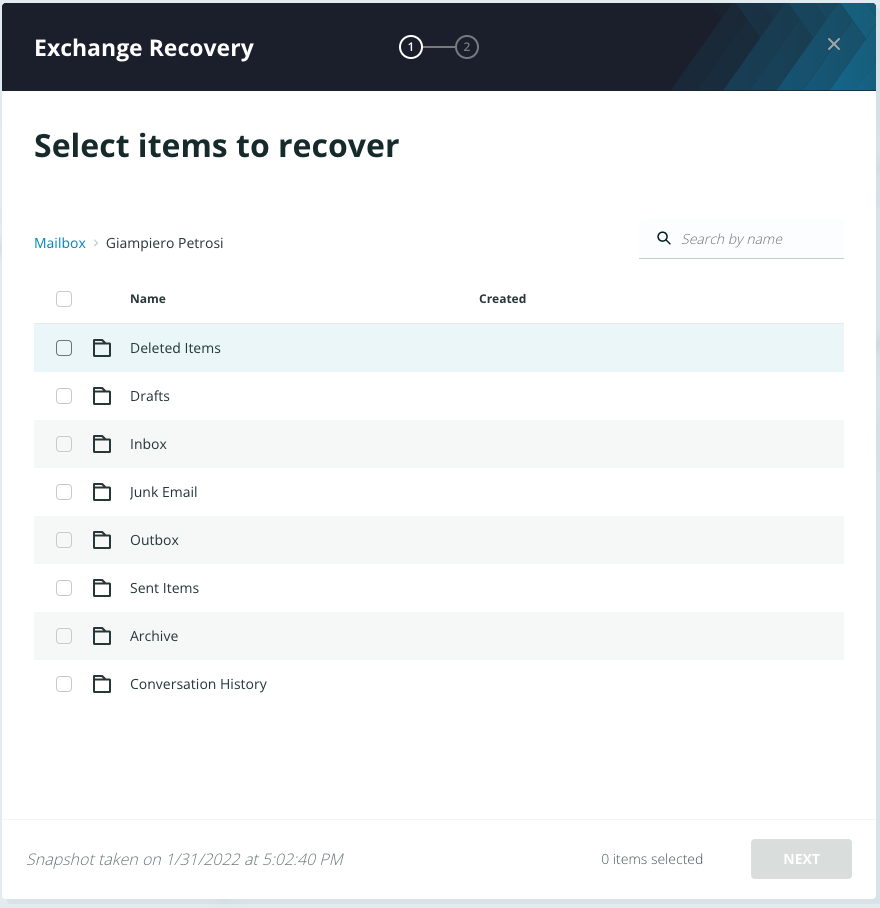 Exchange Recovery
1
2
Select items to recover
Mailbox > Giampiero Petrosi
Search by name
Name Created
Deleted Items
Drafts
Inbox
Junk Email
Outbox
Sent Items
Archive
Conversation History
Snapshot taken on 1/31/2022 at 5:02:40 PM
0 items selected
NEXT